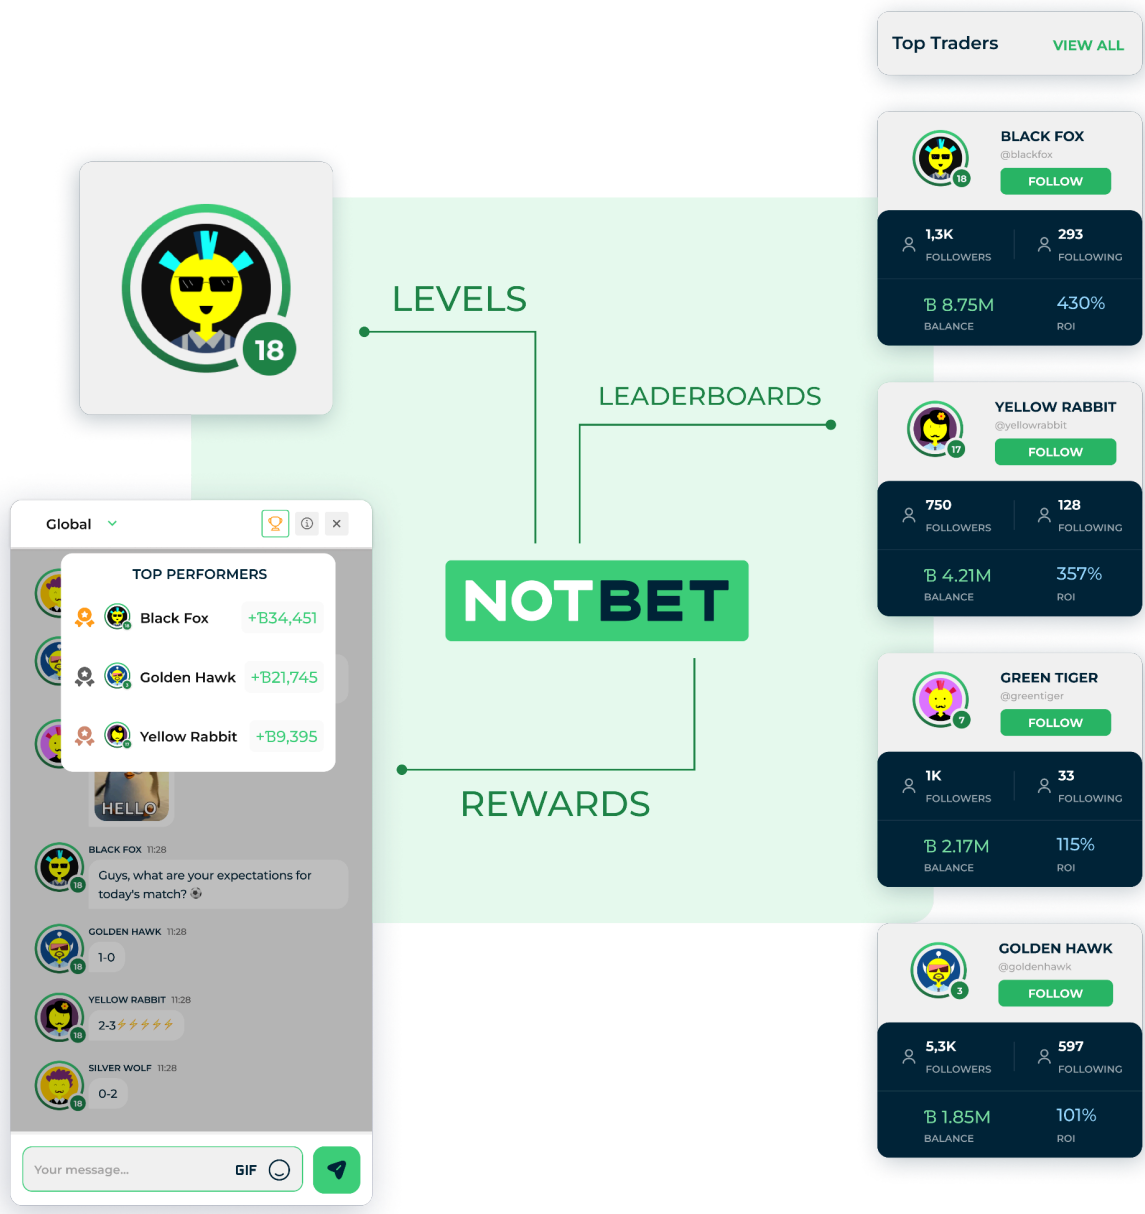 Top Traders
VIEW ALL
BLACK FOX
@blackfox
18
FOLLOW
1,3K
FOLLOWERS
293
FOLLOWING
Ɓ 8.75M
BALANCE
430%
ROI
18
LEVELS
LEADERBOARDS
YELLOW RABBIT
@yellowrabbit
17
FOLLOW
750
FOLLOWERS
128
FOLLOWING
Ɓ 4.21M
BALANCE
357%
ROI
Global
TOP PERFORMERS
Black Fox
+Ɓ34,451
Golden Hawk
+Ɓ21,745
Yellow Rabbit
+Ɓ9,395
HELLO
BLACK FOX 11:28
Guys, what are your expectations for
today's match? ⚽
18
GOLDEN HAWK 11:28
1-0
18
YELLOW RABBIT 11:28
2-3⚡⚡⚡⚡⚡
18
SILVER WOLF 11:28
0-2
18
Your message...
GIF
NOTBET
REWARDS
GREEN TIGER
@greentiger
7
FOLLOW
1K
FOLLOWERS
33
FOLLOWING
Ɓ 2.17M
BALANCE
115%
ROI
GOLDEN HAWK
@goldenhawk
3
FOLLOW
5,3K
FOLLOWERS
597
FOLLOWING
Ɓ 1.85M
BALANCE
101%
ROI